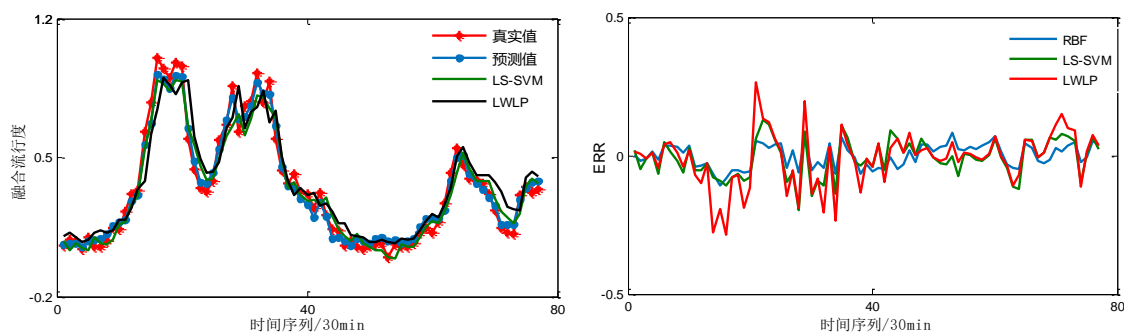 1.2
0.5
-0.2
0
40
80
融合流行度
时间序列/30min
真实值
预测值
LS-SVM
LWLP
0.5
0
-0.5
0
40
80
ERR
时间序列/30min
RBF
LS-SVM
LWLP